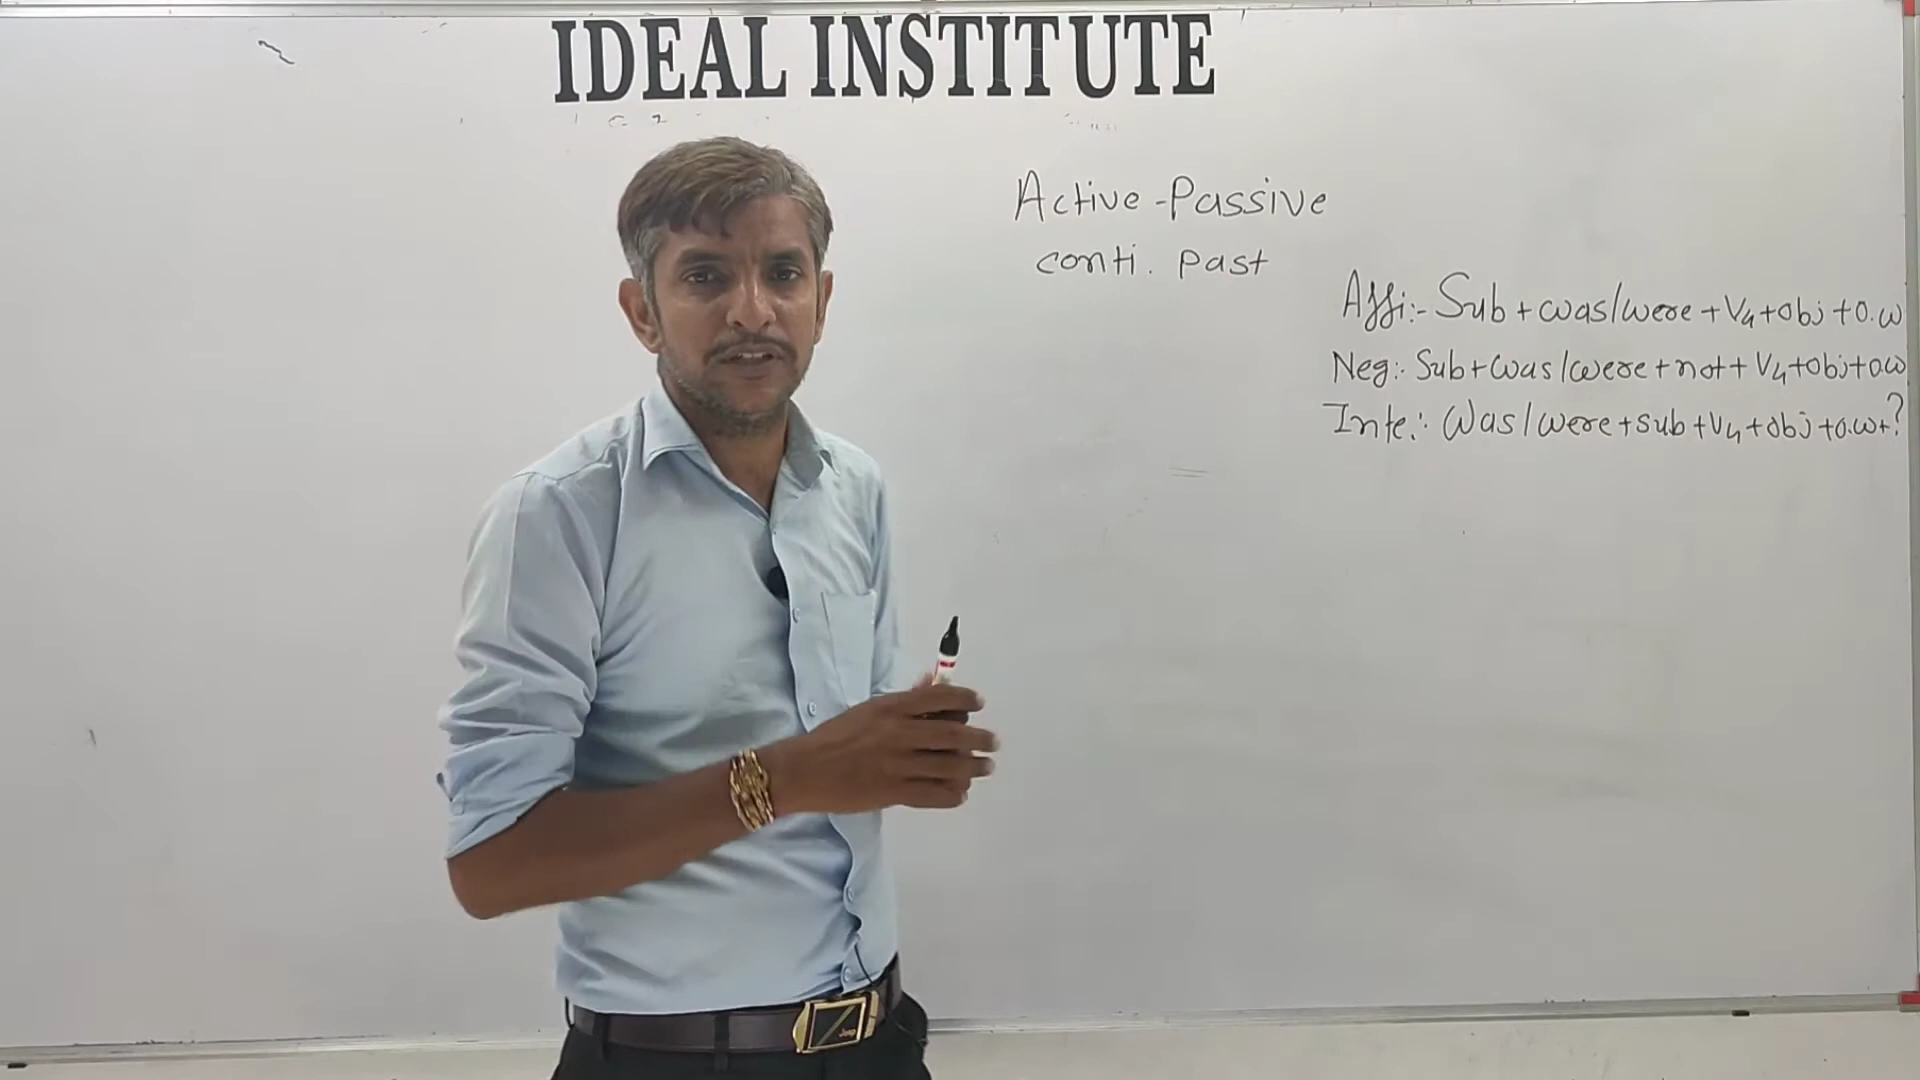 IDEAL INSTITUTE
Active-Passive
conti. past
Affi:- Sub+was/were+V4+obj+o.w
Neg:- Sub+was/were+not+V4+obj+o.w
Inte.:- Was/were+sub+V4+obj+o.w+?